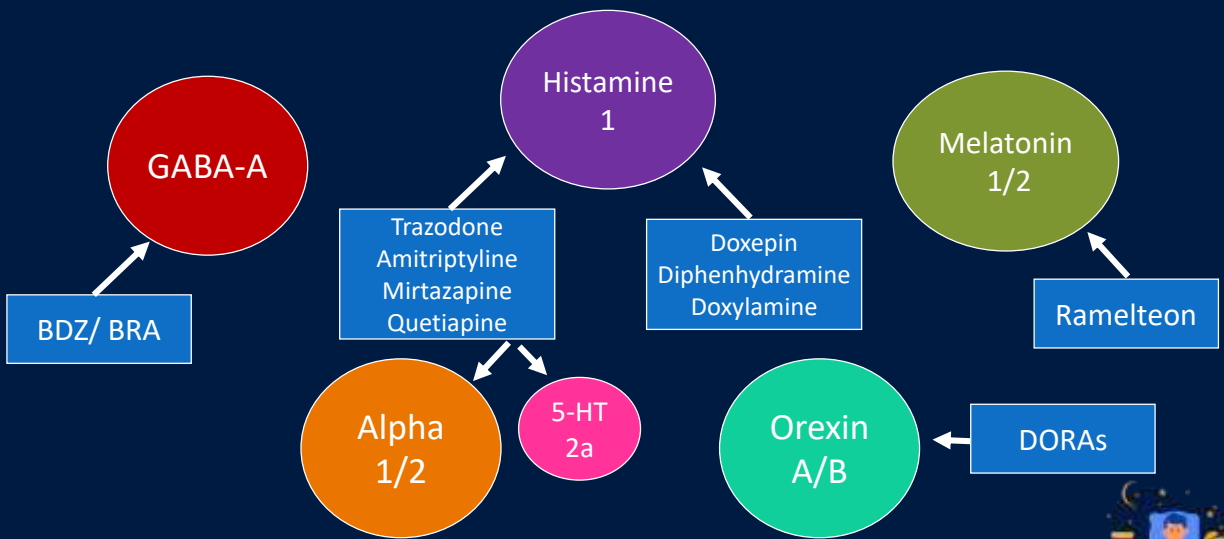 Histamine
1
GABA-A
Melatonin
1/2
Trazodone
Amitriptyline
Mirtazapine
Quetiapine
Doxepin
Diphenhydramine
Doxylamine
BDZ/ BRA
Ramelteon
Alpha
1/2
5-HT
2a
Orexin
A/B
DORAs